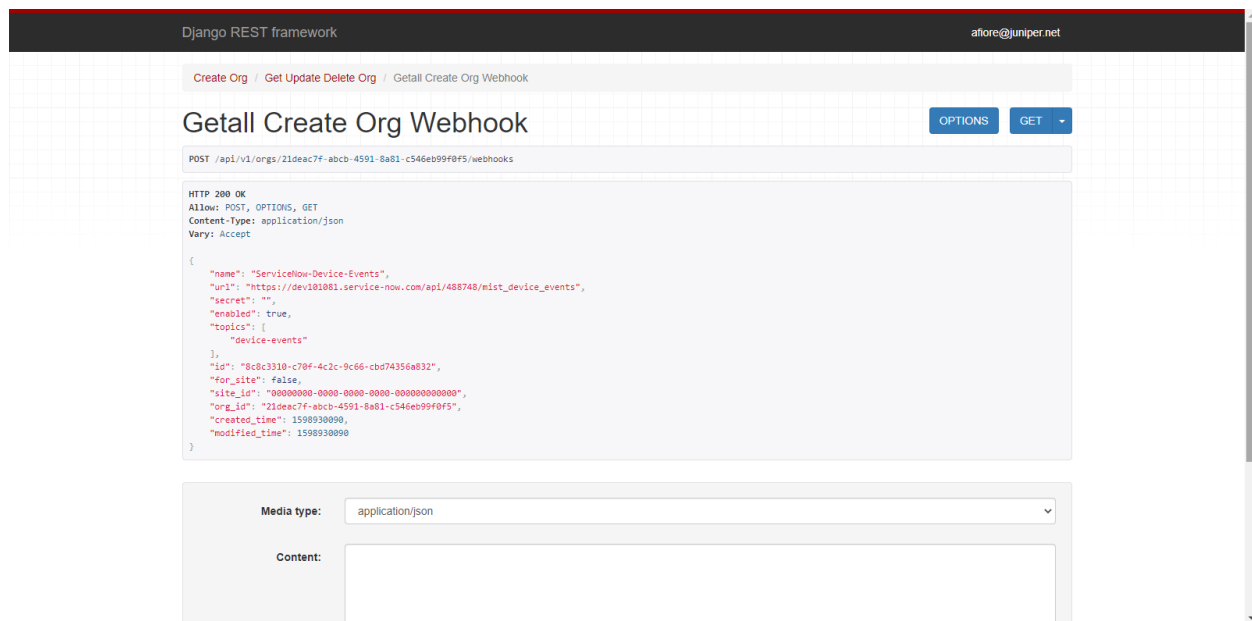 Django REST framework
afiore@juniper.net
Create Org / Get Update Delete Org / Getall Create Org Webhook
Getall Create Org Webhook
OPTIONS
GET
POST /api/v1/orgs/21deac7f-abcb-4591-8a81-c546eb99f0f5/webhooks
HTTP 200 OK
Allow: POST, OPTIONS, GET
Content-Type: application/json
Vary: Accept
{
    "name": "ServiceNow-Device-Events",
    "url": "https://dev101081.service-now.com/api/488748/mist_device_events",
    "secret": "",
    "enabled": true,
    "topics": [
        "device-events"
    ],
    "id": "8c8c3310-c70f-4c2c-9c66-cbd74356a832",
    "for_site": false,
    "site_id": "00000000-0000-0000-0000-000000000000",
    "org_id": "21deac7f-abcb-4591-8a81-c546eb99f0f5",
    "created_time": 1598930090,
    "modified_time": 1598930090
}
Media type:
application/json
Content: